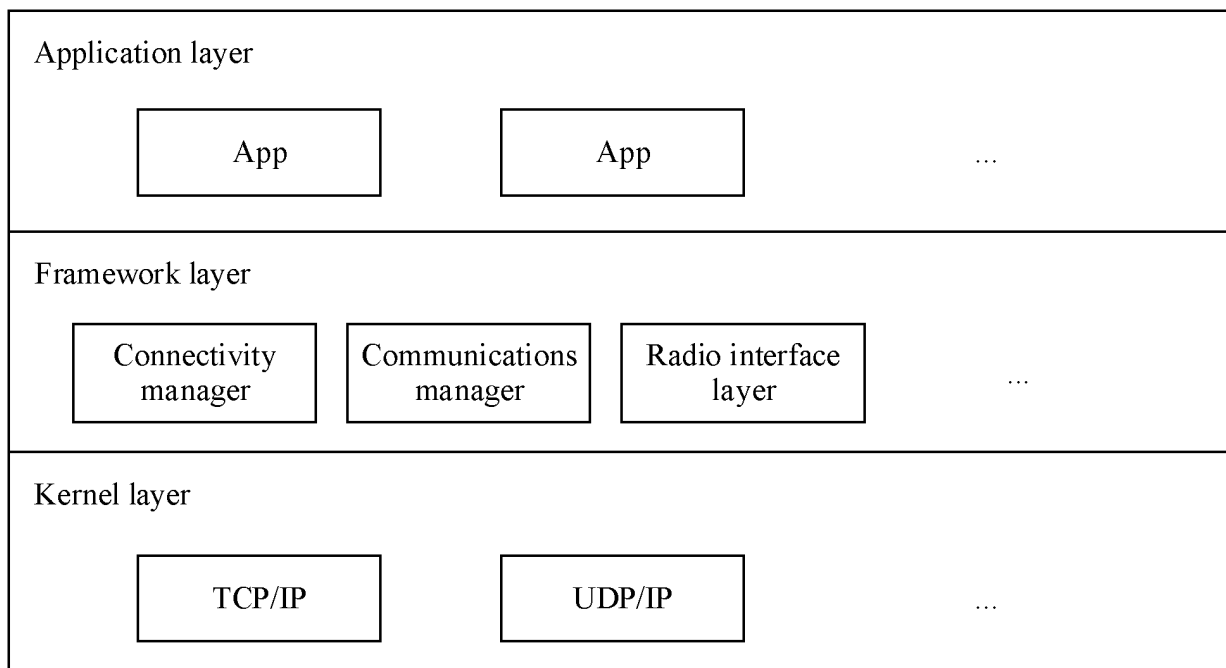 Application layer
App
App
...
Framework layer
Connectivity
manager
Communications
manager
Radio interface
layer
...
Kernel layer
TCP/IP
UDP/IP
...